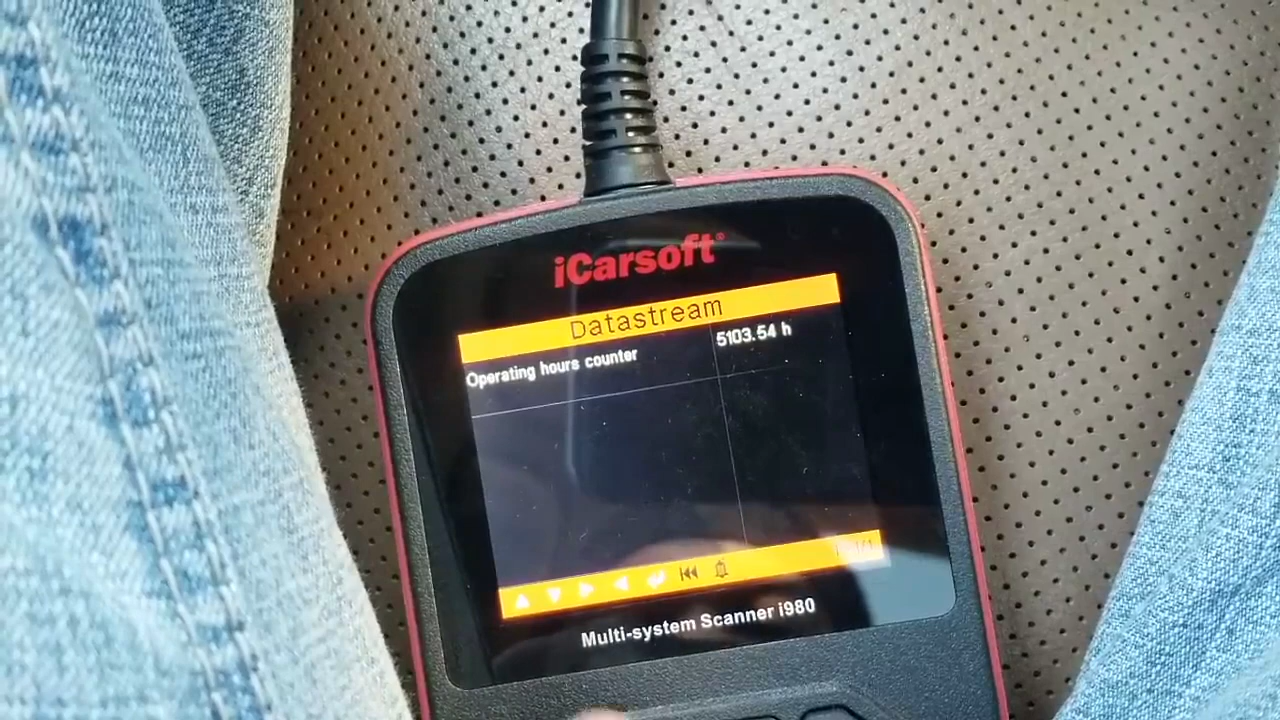 iCarsoft®
Datastream
Operating hours counter 5103.54 h
Multi-system Scanner i980